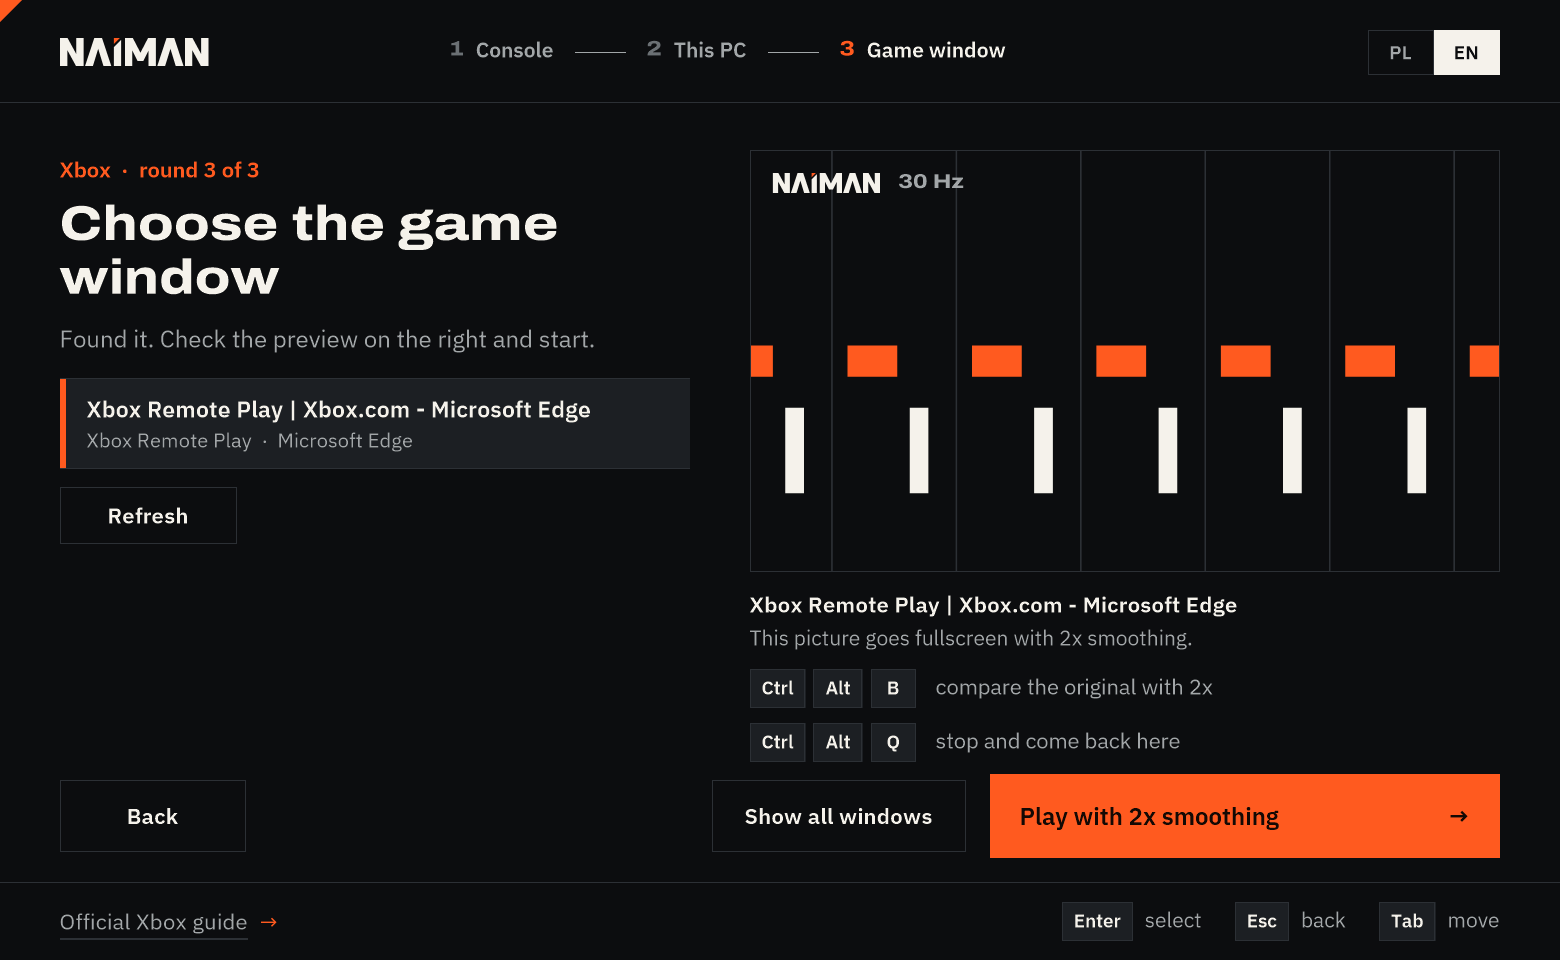 NAIMAN
1 Console
2 This PC
3 Game window
PL
EN
Xbox · round 3 of 3
Choose the game
window
Found it. Check the preview on the right and start.
Xbox Remote Play | Xbox.com - Microsoft Edge
Xbox Remote Play · Microsoft Edge
Refresh
NAIMAN 30 Hz
Xbox Remote Play | Xbox.com - Microsoft Edge
This picture goes fullscreen with 2x smoothing.
Ctrl Alt B compare the original with 2x
Ctrl Alt Q stop and come back here
Back
Show all windows
Play with 2x smoothing →
Official Xbox guide →
Enter select
Esc back
Tab move